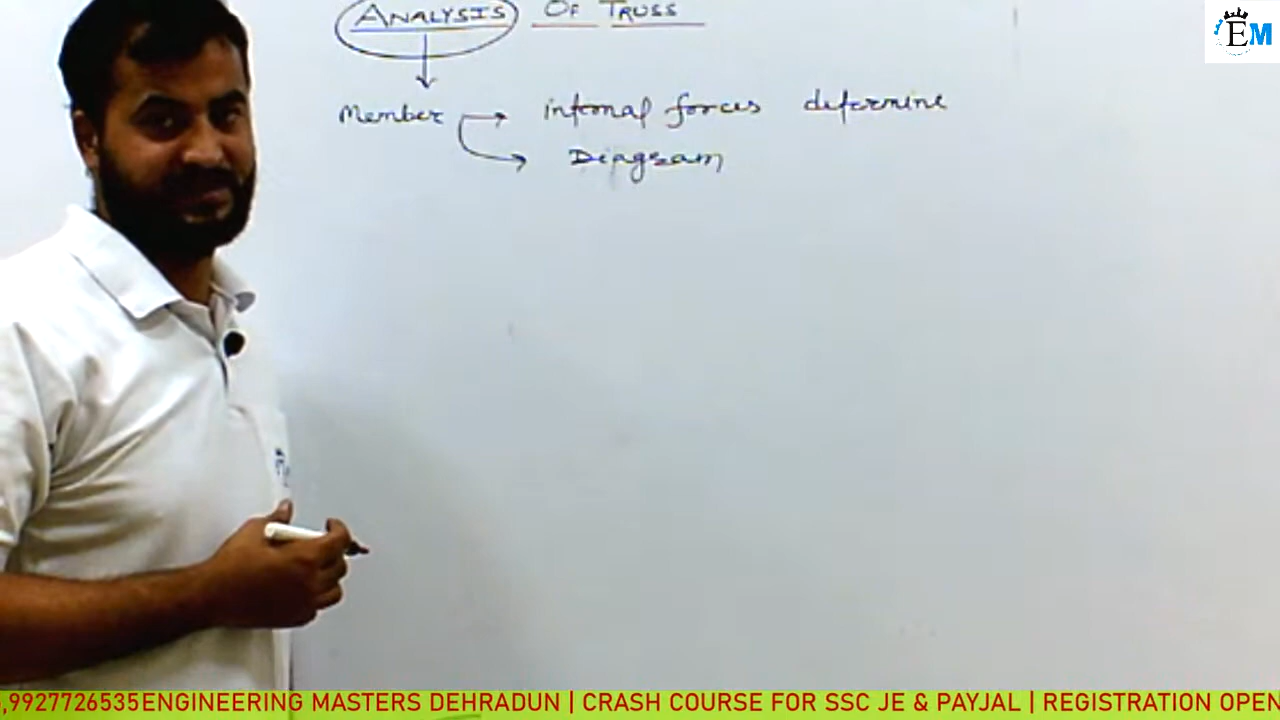 ANALYSIS OF TRUSS
EM
Member → internal forces determine
Diagram
,9927726535ENGINEERING MASTERS DEHRADUN | CRASH COURSE FOR SSC JE & PAYJAL | REGISTRATION OPEN